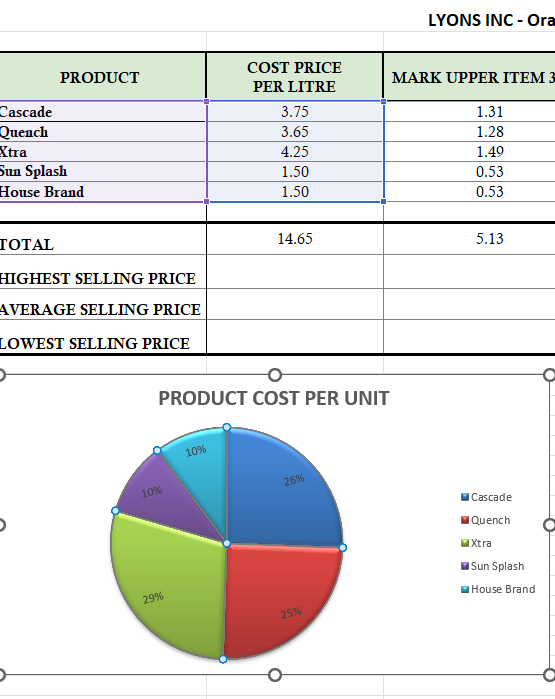 LYONS INC - Ora
PRODUCT COST PRICE PER LITRE MARK UPPER ITEM 3
Cascade 3.75 1.31
Quench 3.65 1.28
Xtra 4.25 1.49
Sun Splash 1.50 0.53
House Brand 1.50 0.53
TOTAL 14.65 5.13
HIGHEST SELLING PRICE
AVERAGE SELLING PRICE
LOWEST SELLING PRICE
PRODUCT COST PER UNIT
10%
26%
10%
29%
25%
Cascade
Quench
Xtra
Sun Splash
House Brand